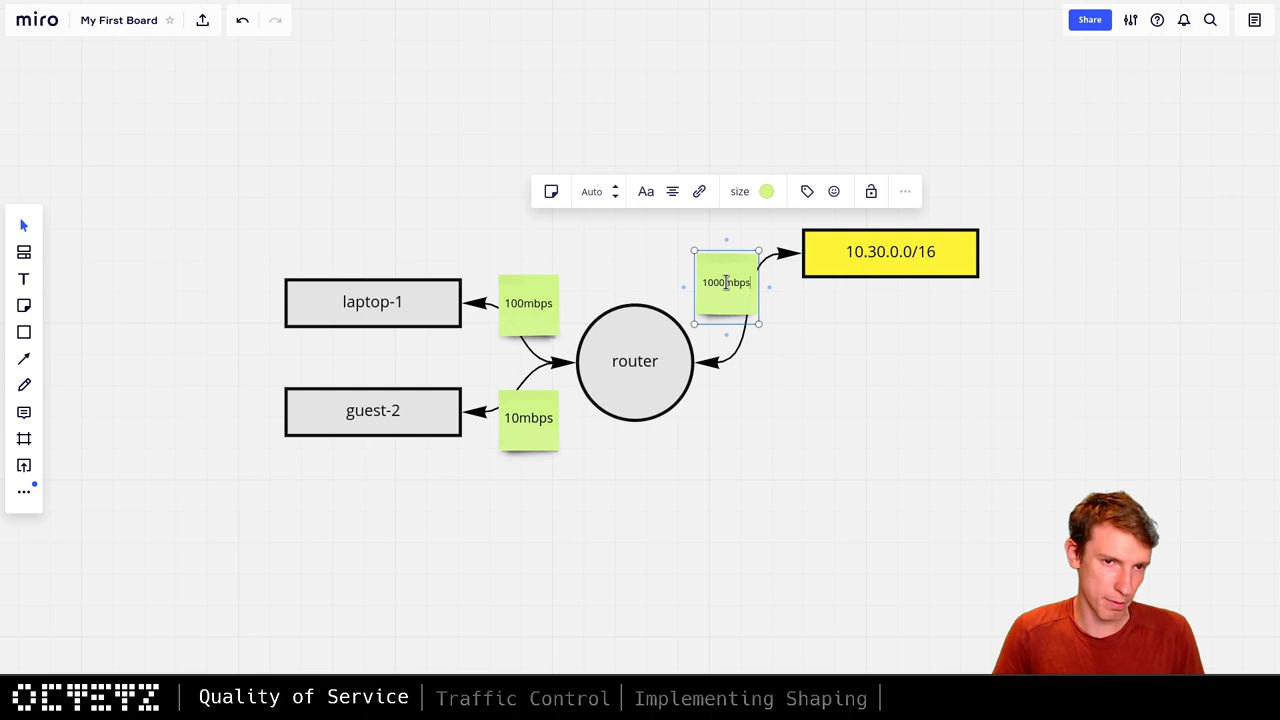 miro
My First Board
Share
Auto
Aa
size
10.30.0.0/16
1000mbps
laptop-1
100mbps
router
guest-2
10mbps
T
OCTETZ
Quality of Service
Traffic Control
Implementing Shaping